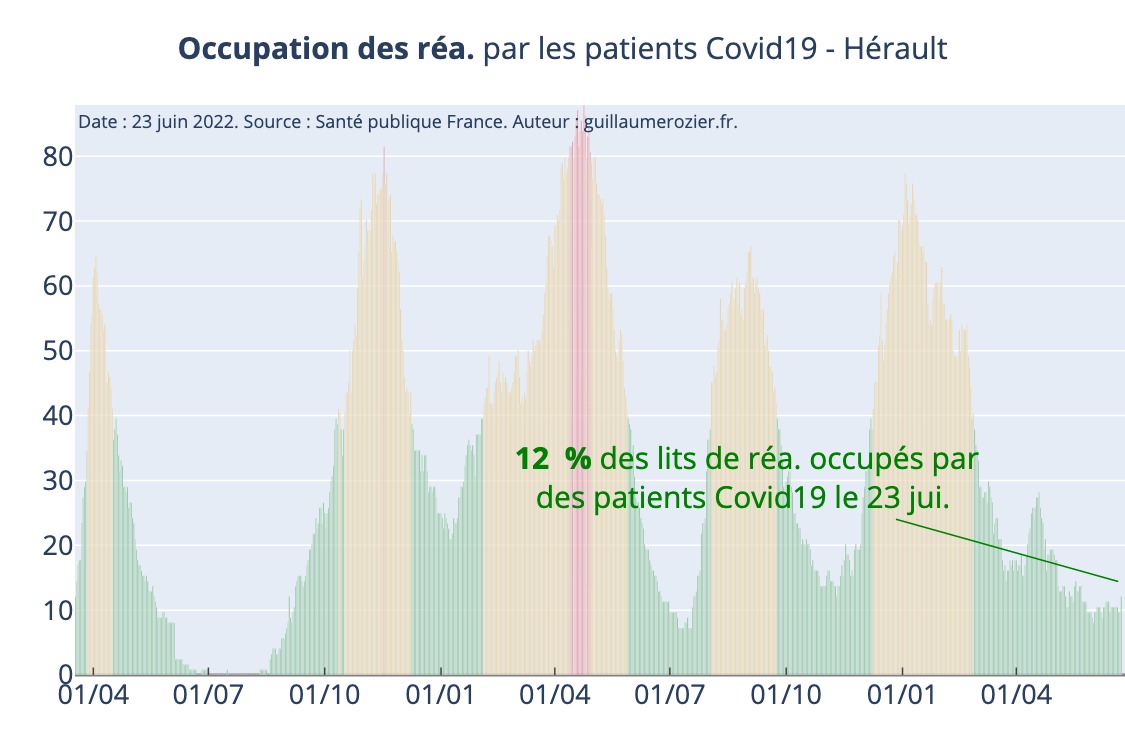 Occupation des réa. par les patients Covid19 - Hérault
Date : 23 juin 2022. Source : Santé publique France. Auteur : guillaumerozier.fr.
80
70
60
50
40
30
20
10
0
12  % des lits de réa. occupés par
des patients Covid19 le 23 jui.
01/04 01/07 01/10 01/01 01/04 01/07 01/10 01/01 01/04